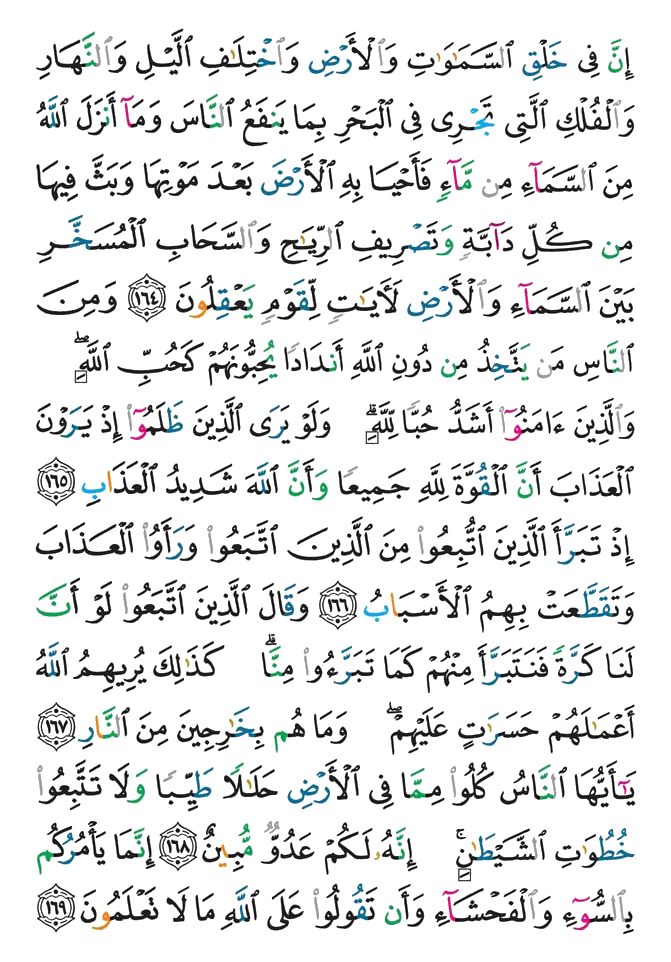 إِنَّ فِى خَلْقِ ٱلسَّمَـٰوَٰتِ وَٱلْأَرْضِ وَٱخْتِلَـٰفِ ٱلَّيْلِ وَٱلنَّهَارِ
وَٱلْفُلْكِ ٱلَّتِى تَجْرِى فِى ٱلْبَحْرِ بِمَا يَنفَعُ ٱلنَّاسَ وَمَآ أَنزَلَ ٱللَّهُ
مِنَ ٱلسَّمَآءِ مِن مَّآءٍ فَأَحْيَا بِهِ ٱلْأَرْضَ بَعْدَ مَوْتِهَا وَبَثَّ فِيهَا
مِن كُلِّ دَآبَّةٍ وَتَصْرِيفِ ٱلرِّيَـٰحِ وَٱلسَّحَابِ ٱلْمُسَخَّرِ
بَيْنَ ٱلسَّمَآءِ وَٱلْأَرْضِ لَـَٔايَـٰتٍ لِّقَوْمٍ يَعْقِلُونَ ١٦٤ وَمِنَ
ٱلنَّاسِ مَن يَتَّخِذُ مِن دُونِ ٱللَّهِ أَندَادًا يُحِبُّونَهُمْ كَحُبِّ ٱللَّهِۖ
وَٱلَّذِينَ ءَامَنُوٓا۟ أَشَدُّ حُبًّا لِّلَّهِۗ وَلَوْ يَرَى ٱلَّذِينَ ظَلَمُوٓا۟ إِذْ يَرَوْنَ
ٱلْعَذَابَ أَنَّ ٱلْقُوَّةَ لِلَّهِ جَمِيعًا وَأَنَّ ٱللَّهَ شَدِيدُ ٱلْعَذَابِ ١٦٥
إِذْ تَبَرَّأَ ٱلَّذِينَ ٱتُّبِعُوا۟ مِنَ ٱلَّذِينَ ٱتَّبَعُوا۟ وَرَأَوُا۟ ٱلْعَذَابَ
وَتَقَطَّعَتْ بِهِمُ ٱلْأَسْبَابُ ١٦٦ وَقَالَ ٱلَّذِينَ ٱتَّبَعُوا۟ لَوْ أَنَّ
لَنَا كَرَّةً فَنَتَبَرَّأَ مِنْهُمْ كَمَا تَبَرَّءُوا۟ مِنَّاۗ كَذَٰلِكَ يُرِيهِمُ ٱللَّهُ
أَعْمَـٰلَهُمْ حَسَرَٰتٍ عَلَيْهِمْۖ وَمَا هُم بِخَـٰرِجِينَ مِنَ ٱلنَّارِ ١٦٧
يَـٰٓأَيُّهَا ٱلنَّاسُ كُلُوا۟ مِمَّا فِى ٱلْأَرْضِ حَلَـٰلًا طَيِّبًا وَلَا تَتَّبِعُوا۟
خُطُوَٰتِ ٱلشَّيْطَـٰنِۚ إِنَّهُۥ لَكُمْ عَدُوٌّ مُّبِينٌ ١٦٨ إِنَّمَا يَأْمُرُكُم
بِٱلسُّوٓءِ وَٱلْفَحْشَآءِ وَأَن تَقُولُوا۟ عَلَى ٱللَّهِ مَا لَا تَعْلَمُونَ ١٦٩